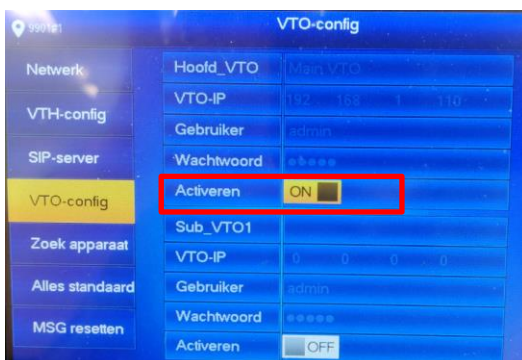 9901#1
VTO-config
Netwerk
VTH-config
SIP-server
VTO-config
Zoek apparaat
Alles standaard
MSG resetten
Hoofd_VTO Main VTO
VTO-IP 192 168 1 110
Gebruiker admin
Wachtwoord
Activeren ON
Sub_VTO1
VTO-IP 0 0 0 0
Gebruiker admin
Wachtwoord
Activeren OFF